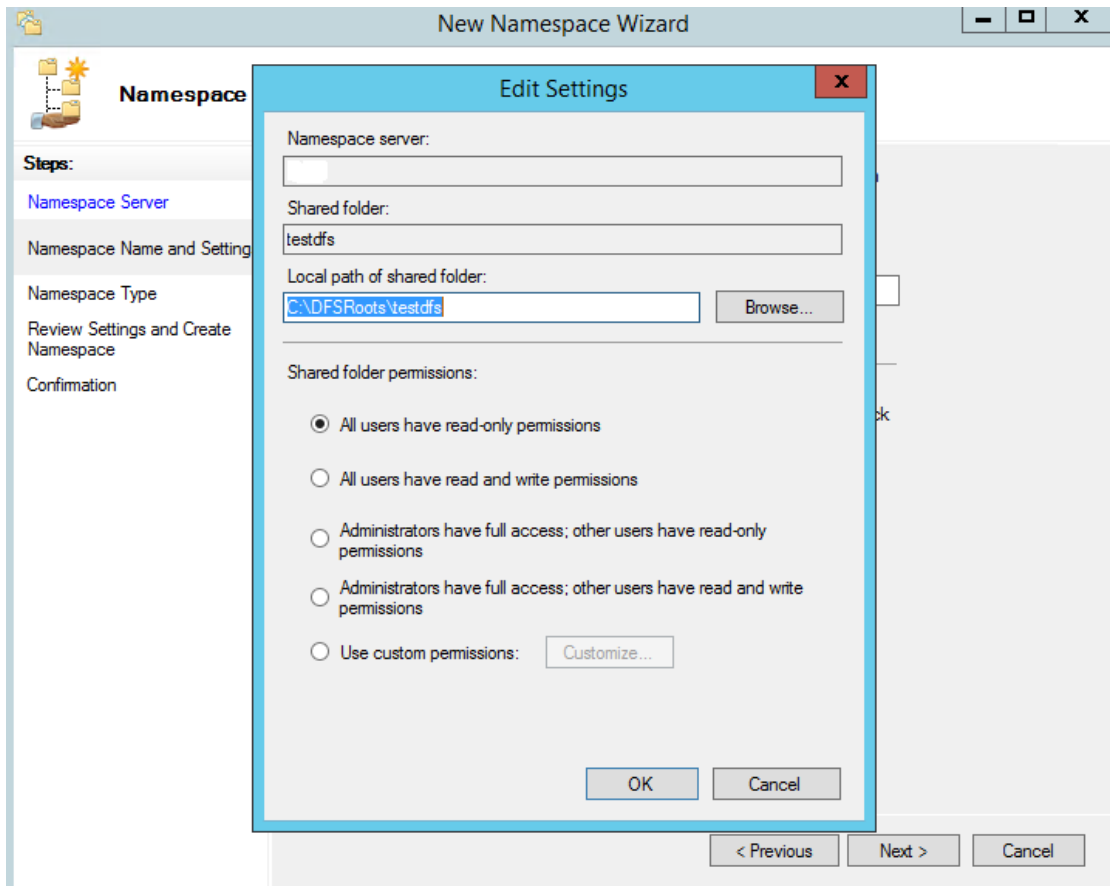 New Namespace Wizard
X
Namespace
Steps:
Namespace Server
Namespace Name and Setting
Namespace Type
Review Settings and Create
Namespace
Confirmation
Edit Settings
X
Namespace server:
Shared folder:
testdfs
Local path of shared folder:
C:\DFSRoots\testdfs
Browse...
Shared folder permissions:
All users have read-only permissions
All users have read and write permissions
Administrators have full access; other users have read-only
permissions
Administrators have full access; other users have read and write
permissions
Use custom permissions:
Customize...
OK
Cancel
ck
< Previous
Next >
Cancel